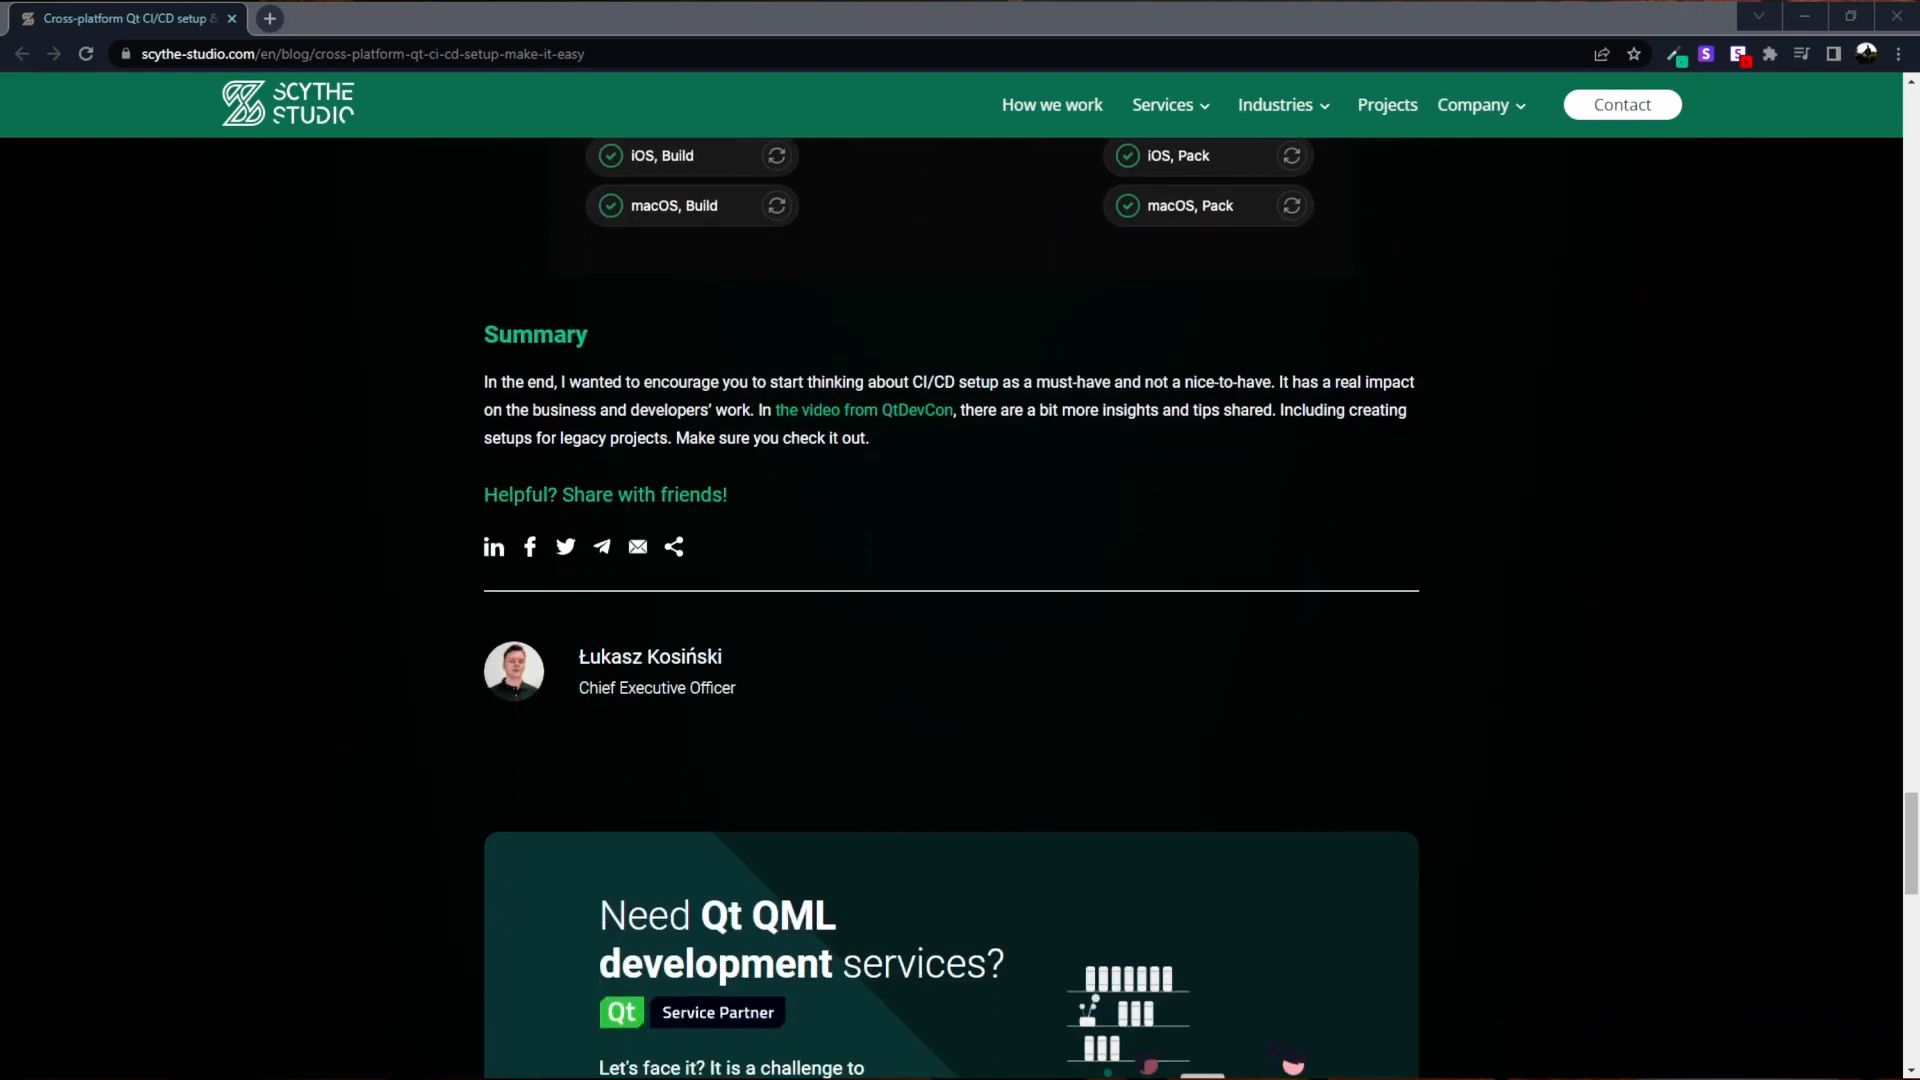 Cross-platform Qt CI/CD setup &
scythe-studio.com/en/blog/cross-platform-qt-ci-cd-setup-make-it-easy
SCYTHE
STUDIO
How we work
Services
Industries
Projects
Company
Contact
iOS, Build
iOS, Pack
macOS, Build
macOS, Pack
Summary
In the end, I wanted to encourage you to start thinking about CI/CD setup as a must-have and not a nice-to-have. It has a real impact
on the business and developers’ work. In the video from QtDevCon, there are a bit more insights and tips shared. Including creating
setups for legacy projects. Make sure you check it out.
Helpful? Share with friends!
Łukasz Kosiński
Chief Executive Officer
Need Qt QML
development services?
Qt Service Partner
Let's face it? It is a challenge to